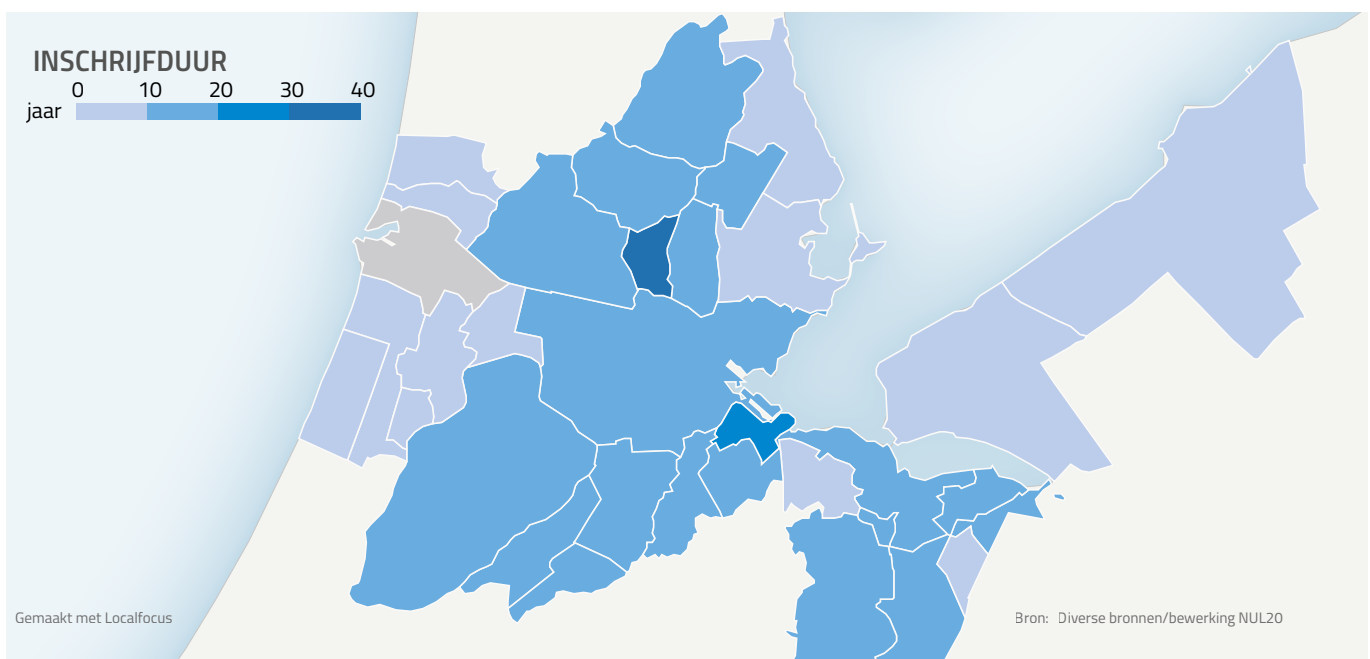 INSCHRIJFDUUR
0 10 20 30 40
jaar
Gemaakt met Localfocus
Bron: Diverse bronnen/bewerking NUL20